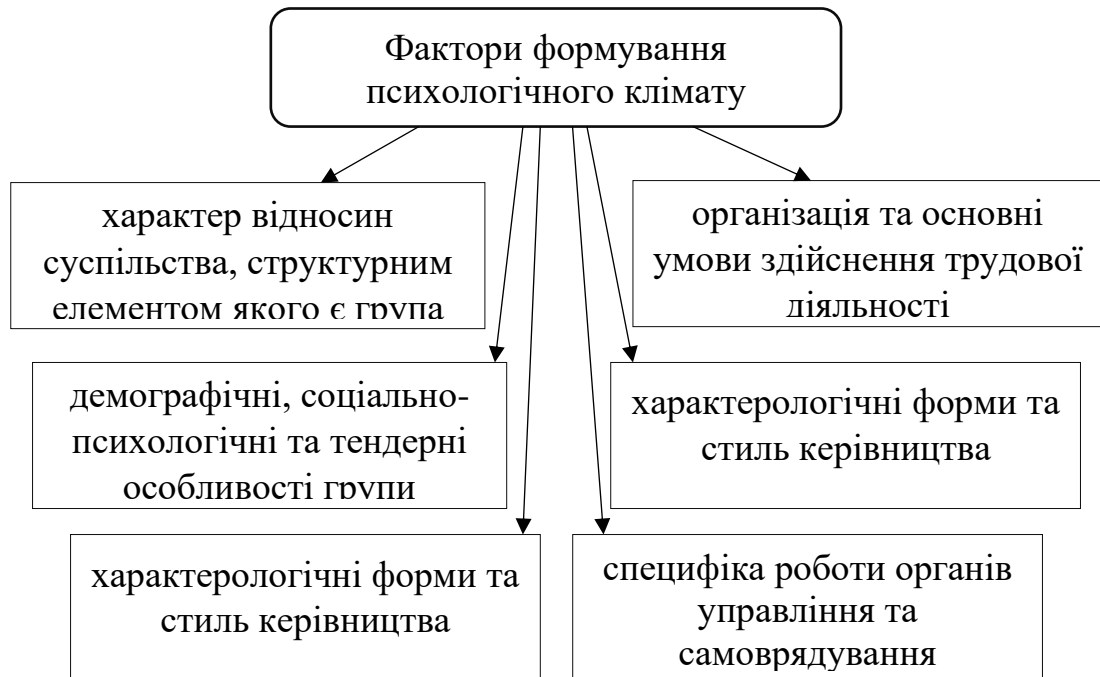 Фактори формування
психологічного клімату
характер відносин
суспільства, структурним
елементом якого є група
організація та основні
умови здійснення трудової
діяльності
демографічні, соціально-
психологічні та тендерні
особливості групи
характерологічні форми та
стиль керівництва
характерологічні форми та
стиль керівництва
специфіка роботи органів
управління та
самоврядування